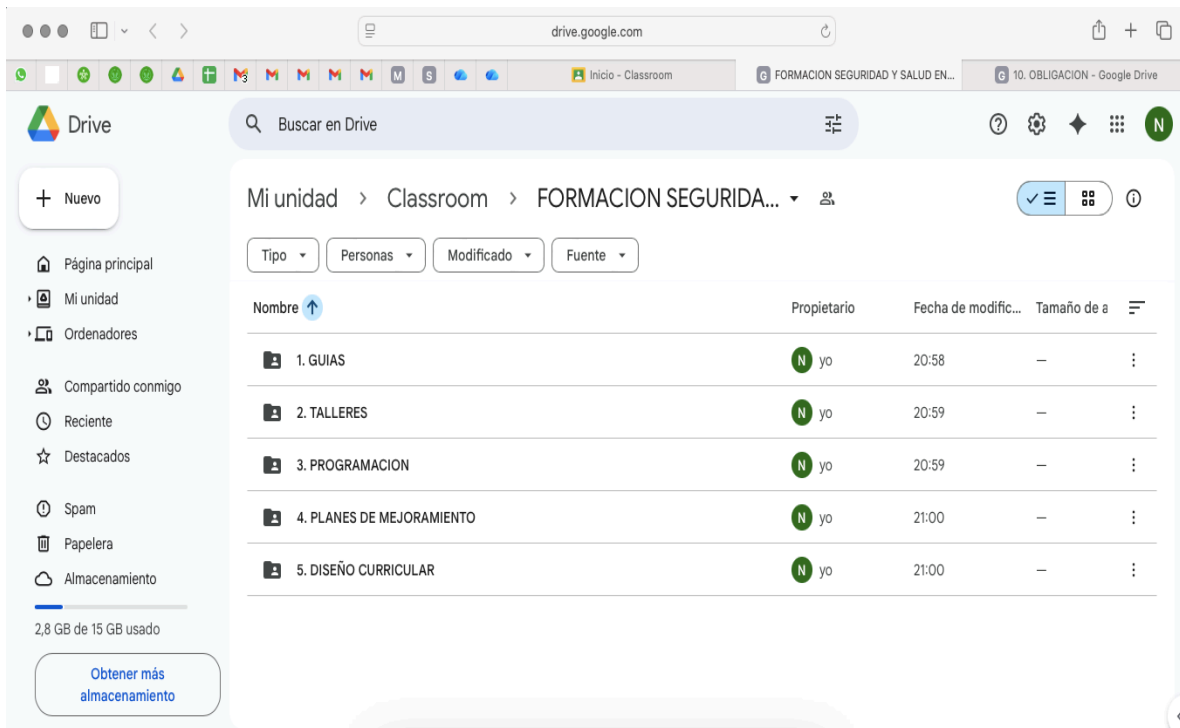 drive.google.com
Inicio - Classroom
FORMACION SEGURIDAD Y SALUD EN...
10. OBLIGACION - Google Drive
Drive
Buscar en Drive
N
Nuevo
Mi unidad > Classroom > FORMACION SEGURIDA...
Tipo Personas Modificado Fuente
Página principal
Mi unidad
Ordenadores
Compartido conmigo
Reciente
Destacados
Spam
Papelera
Almacenamiento
2,8 GB de 15 GB usado
Obtener más
almacenamiento
Nombre Propietario Fecha de modific... Tamaño de a
1. GUIAS N yo 20:58 —
2. TALLERES N yo 20:59 —
3. PROGRAMACION N yo 20:59 —
4. PLANES DE MEJORAMIENTO N yo 21:00 —
5. DISEÑO CURRICULAR N yo 21:00 —